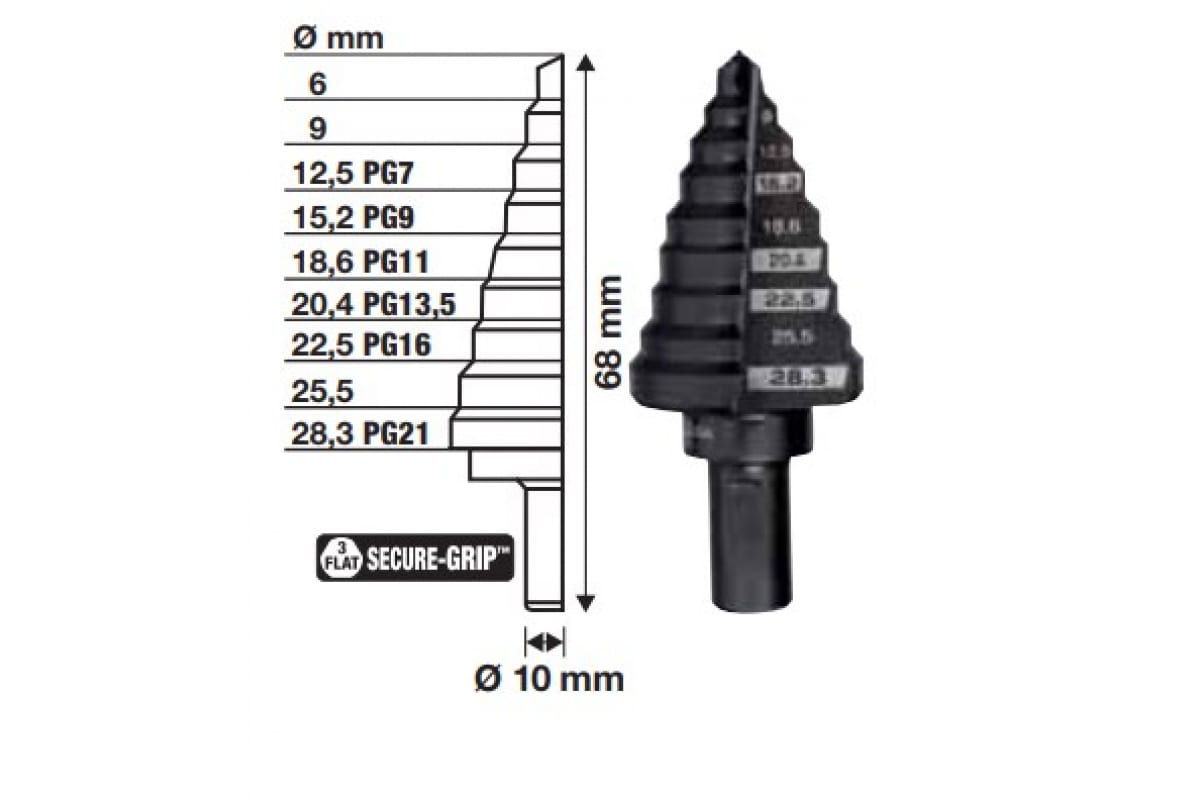 Ø mm
6
9
12,5 PG7
15,2 PG9
18,6 PG11
20,4 PG13,5
22,5 PG16
25,5
28,3 PG21
68 mm
3
FLAT
SECURE-GRIP™
Ø 10 mm
18.6
20.4
22.5
25.5
28.3